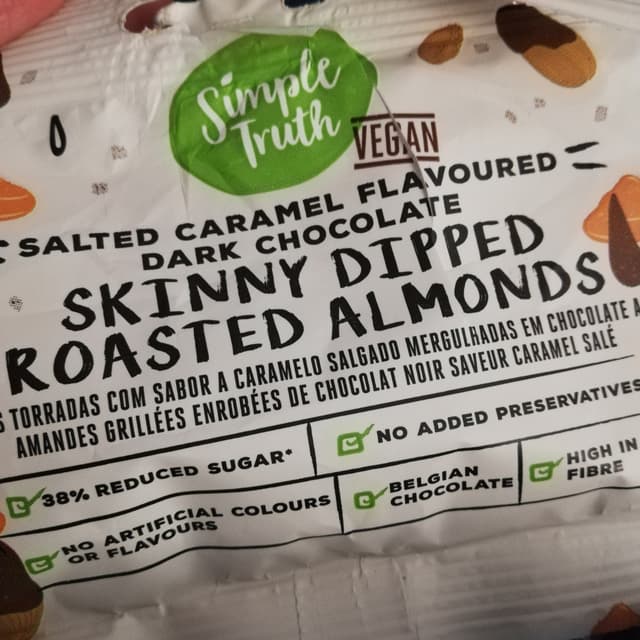 Simple
Truth
VEGAN
SALTED CARAMEL FLAVOURED
DARK CHOCOLATE
SKINNY DIPPED
ROASTED ALMONDS
TORRADAS COM SABOR A CARAMELO SALGADO MERGULHADAS EM CHOCOLATE
AMANDES GRILLÉES ENROBÉES DE CHOCOLAT NOIR SAVEUR CARAMEL SALÉ
38% REDUCED SUGAR*
NO ADDED PRESERVATIVES
NO ARTIFICIAL COLOURS
OR FLAVOURS
BELGIAN
CHOCOLATE
HIGH IN
FIBRE